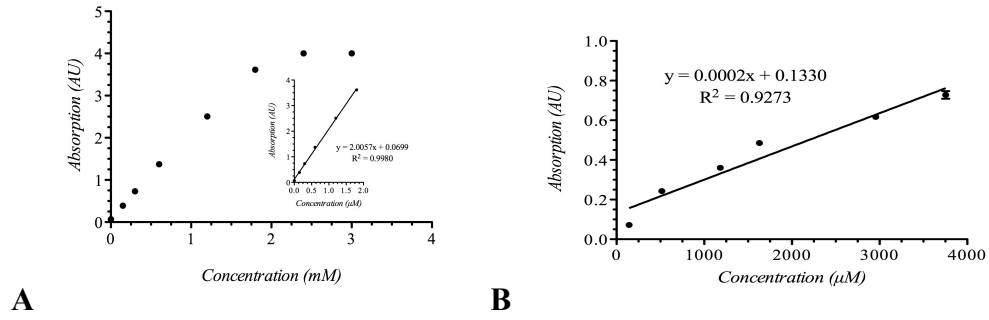 5
4
3
2
1
0
0
1
2
3
4
Absorption (AU)
Concentration (mM)
4
3
2
1
0
0.0
0.5
1.0
1.5
2.0
Absorption (AU)
Concentration (µM)
y = 2.0057x + 0.0699
R² = 0.9980
A
1.0
0.8
0.6
0.4
0.2
0.0
0
1000
2000
3000
4000
Absorption (AU)
Concentration (µM)
y = 0.0002x + 0.1330
R² = 0.9273
B